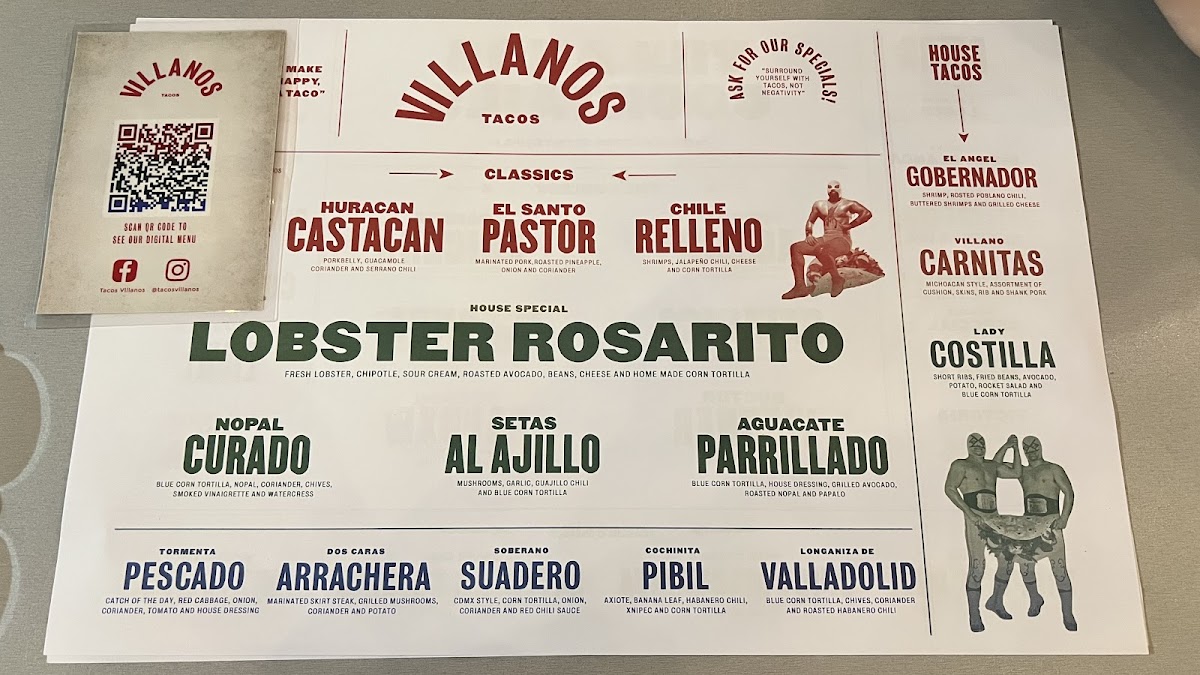 VILLANOS
TACOS
SCAN QR CODE TO
SEE OUR DIGITAL MENU
Tacos Villanos @tacosvillanos
MAKE
TACO"
VILLANOS
TACOS
ASK FOR OUR SPECIALS!
"SURROUND
YOURSELF WITH
TACOS, NOT
NEGATIVITY"
CLASSICS
HURACAN
CASTACAN
PORKBELLY, GUACAMOLE
CORIANDER AND SERRANO CHILI
EL SANTO
PASTOR
MARINATED PORK, ROASTED PINEAPPLE,
ONION AND CORIANDER
CHILE
RELLENO
SHRIMPS, JALAPEÑO CHILI, CHEESE
AND CORN TORTILLA
HOUSE SPECIAL
LOBSTER ROSARITO
FRESH LOBSTER, CHIPOTLE, SOUR CREAM, ROASTED AVOCADO, BEANS, CHEESE AND HOME MADE CORN TORTILLA
NOPAL
CURADO
BLUE CORN TORTILLA, NOPAL, CORIANDER, CHIVES,
SMOKED VINAIGRETTE AND WATERCRESS
SETAS
AL AJILLO
MUSHROOMS, GARLIC, GUAJILLO CHILI
AND BLUE CORN TORTILLA
AGUACATE
PARRILLADO
BLUE CORN TORTILLA, HOUSE DRESSING, GRILLED AVOCADO,
ROASTED NOPAL AND PAPALO
TORMENTA
PESCADO
CATCH OF THE DAY, RED CABBAGE, ONION,
CORIANDER, TOMATO AND HOUSE DRESSING
DOS CARAS
ARRACHERA
MARINATED SKIRT STEAK, GRILLED MUSHROOMS,
CORIANDER AND POTATO
SOBERANO
SUADERO
CDMX STYLE, CORN TORTILLA, ONION,
CORIANDER AND RED CHILI SAUCE
COCHINITA
PIBIL
AXIOTE, BANANA LEAF, HABANERO CHILI,
XNIPEC AND CORN TORTILLA
LONGANIZA DE
VALLADOLID
BLUE CORN TORTILLA, CHIVES, CORIANDER
AND ROASTED HABANERO CHILI
HOUSE
TACOS
EL ANGEL
GOBERNADOR
SHRIMP, ROSTED POBLANO CHILI,
BUTTERED SHRIMPS AND GRILLED CHEESE
VILLANO
CARNITAS
MICHOACAN STYLE, ASSORTMENT OF
CUSHION, SKINS, RIB AND SHANK PORK
LADY
COSTILLA
SHORT RIBS, FRIED BEANS, AVOCADO,
POTATO, ROCKET SALAD AND
BLUE CORN TORTILLA